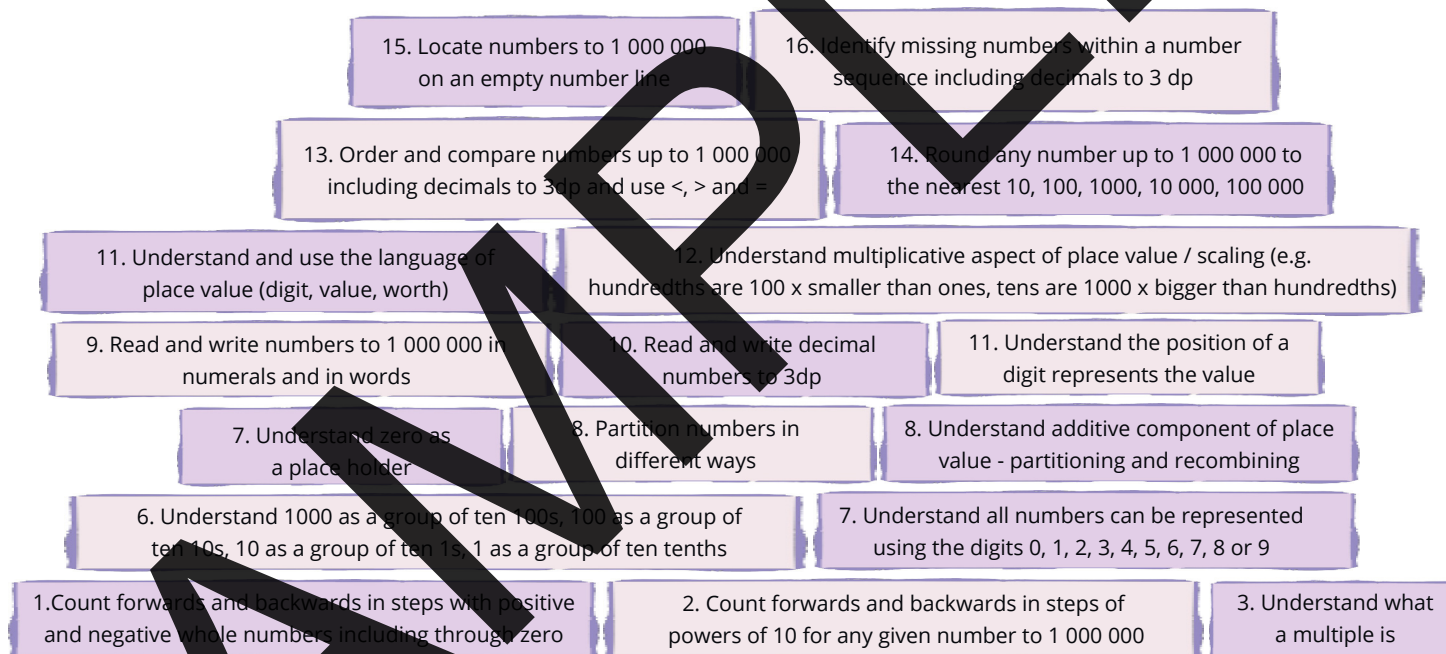 15. Locate numbers to 1 000 000
on an empty number line
16. Identify missing numbers within a number
sequence including decimals to 3 dp
13. Order and compare numbers up to 1 000 000
including decimals to 3dp and use <, > and =
14. Round any number up to 1 000 000 to
the nearest 10, 100, 1000, 10 000, 100 000
11. Understand and use the language of
place value (digit, value, worth)
12. Understand multiplicative aspect of place value / scaling (e.g.
hundredths are 100 x smaller than ones, tens are 1000 x bigger than hundredths)
9. Read and write numbers to 1 000 000 in
numerals and in words
10. Read and write decimal
numbers to 3dp
11. Understand the position of a
digit represents the value
7. Understand zero as
a place holder
8. Partition numbers in
different ways
8. Understand additive component of place
value - partitioning and recombining
6. Understand 1000 as a group of ten 100s, 100 as a group of
ten 10s, 10 as a group of ten 1s, 1 as a group of ten tenths
7. Understand all numbers can be represented
using the digits 0, 1, 2, 3, 4, 5, 6, 7, 8 or 9
1.Count forwards and backwards in steps with positive
and negative whole numbers including through zero
2. Count forwards and backwards in steps of
powers of 10 for any given number to 1 000 000
3. Understand what
a multiple is